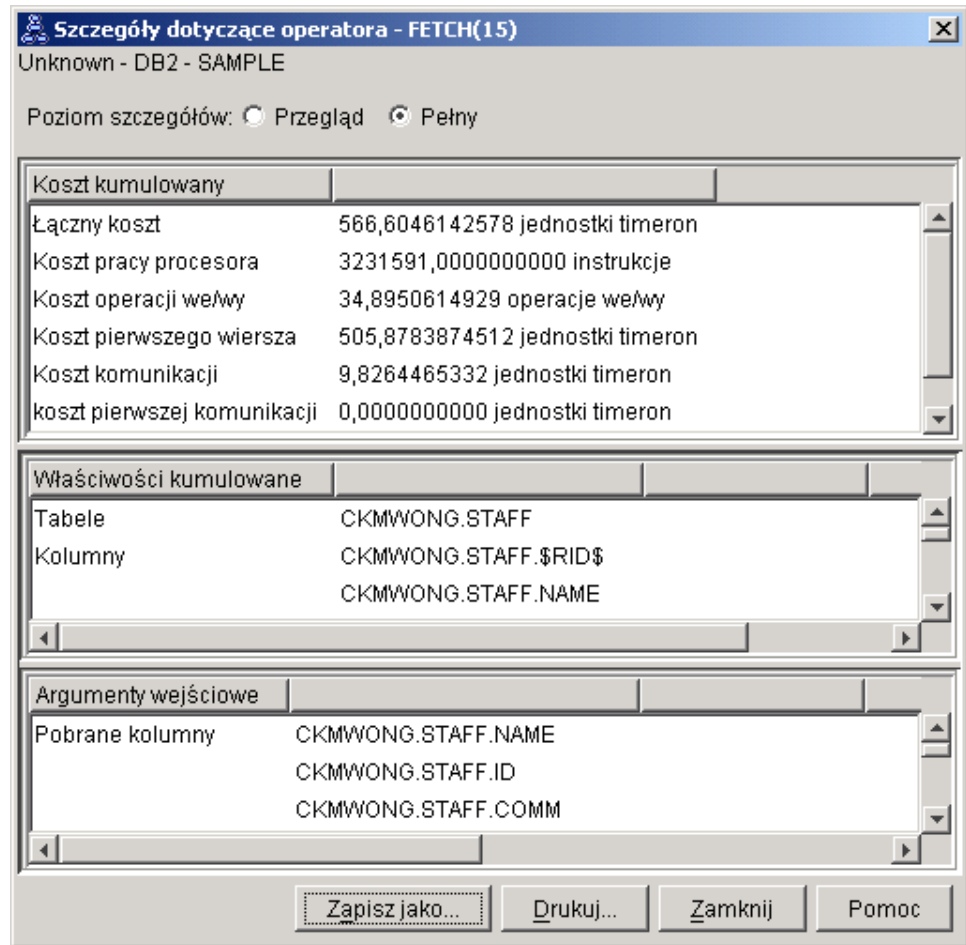 Szczegóły dotyczące operatora - FETCH(15)
Unknown - DB2 - SAMPLE
Poziom szczegółów: Przegląd Pełny
Koszt kumulowany
Łączny koszt 566,6046142578 jednostki timeron
Koszt pracy procesora 3231591,0000000000 instrukcje
Koszt operacji we/wy 34,8950614929 operacje we/wy
Koszt pierwszego wiersza 505,8783874512 jednostki timeron
Koszt komunikacji 9,8264465332 jednostki timeron
koszt pierwszej komunikacji 0,0000000000 jednostki timeron
Właściwości kumulowane
Tabele CKMWONG.STAFF
Kolumny CKMWONG.STAFF.$RID$
CKMWONG.STAFF.NAME
Argumenty wejściowe
Pobrane kolumny CKMWONG.STAFF.NAME
CKMWONG.STAFF.ID
CKMWONG.STAFF.COMM
Zapisz jako... Drukuj... Zamknij Pomoc